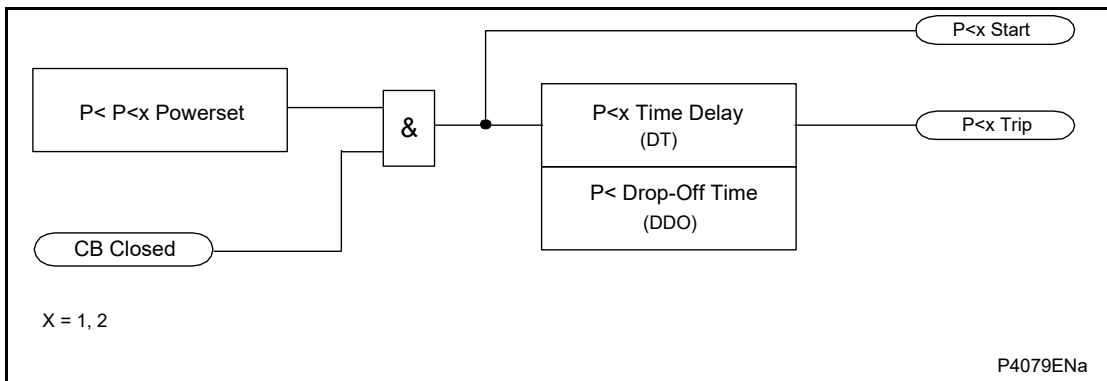 P<x Start
P< P<x Powerset
&
P<x Time Delay
(DT)
P<x Trip
P< Drop-Off Time
(DDO)
CB Closed
X = 1, 2
P4079ENa